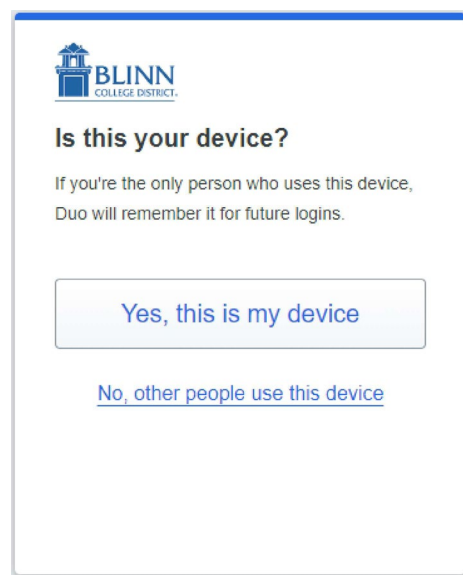 BLINN
COLLEGE DISTRICT.
Is this your device?
If you're the only person who uses this device,
Duo will remember it for future logins.
Yes, this is my device
No, other people use this device